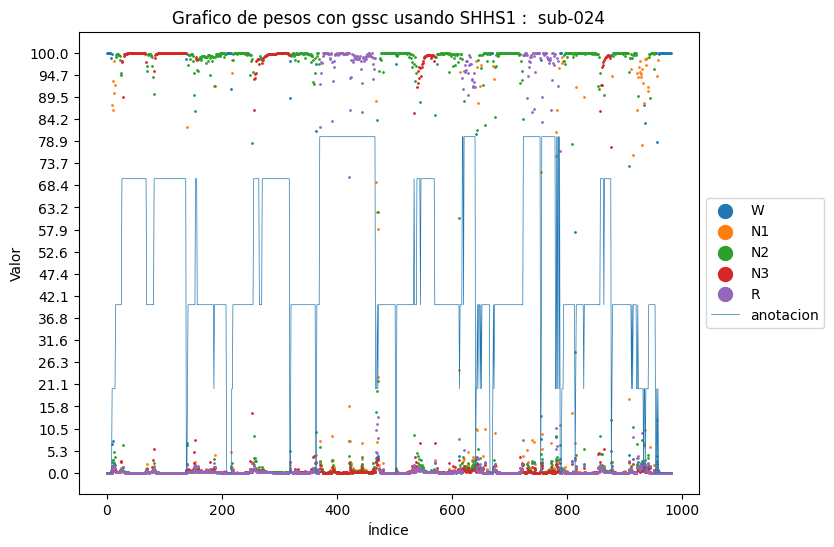 Grafico de pesos con gssc usando SHHS1 :  sub-024
100.0
94.7
89.5
84.2
78.9
73.7
68.4
63.2
57.9
52.6
47.4
42.1
36.8
31.6
26.3
21.1
15.8
10.5
5.3
0.0
Valor
0 200 400 600 800 1000
Índice
W
N1
N2
N3
R
anotacion